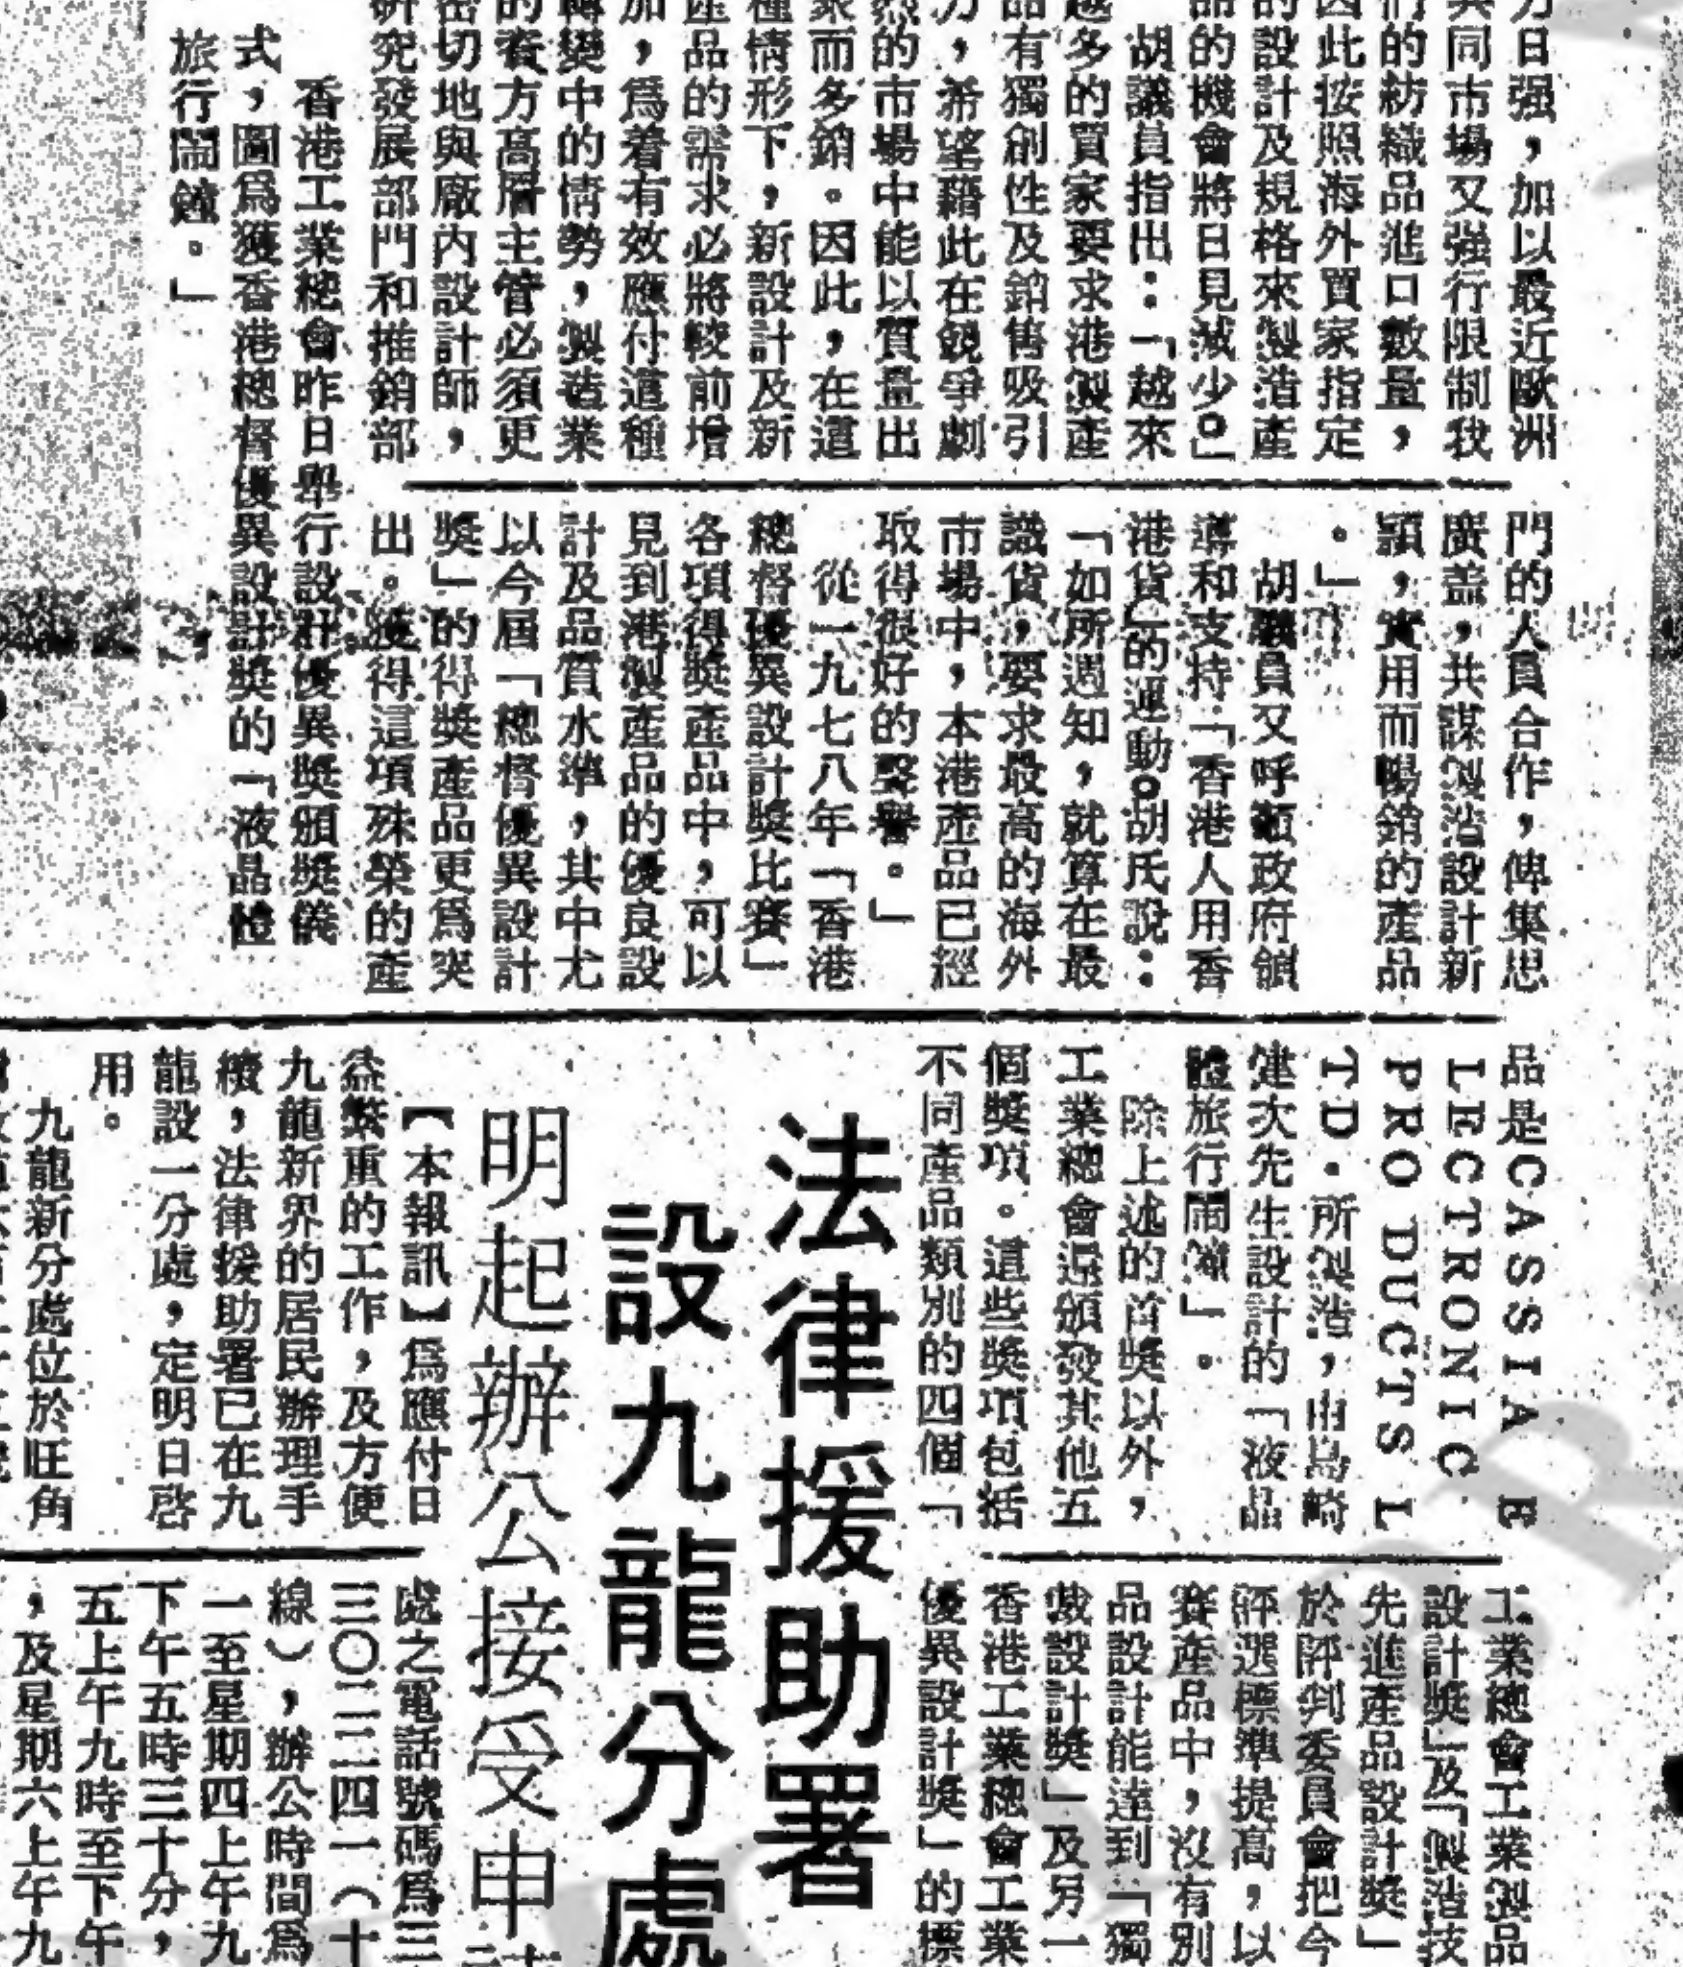 力日强，加以最近歐洲
共同市場又强行限制我
們的紡織品進口數量，
因此按照海外買家指定
的設計及規格來製造產
品的機會將日見減少。」
胡議員指出：「越來
越多的買家要求港製產
品有獨創性及銷售吸引
力，希望藉此在競爭劇
烈的市場中能以質量出
衆而多銷。因此，在這
種情形下，新設計及新
產品的需求必將較前增
加，爲着有效應付這種
轉變中的情勢，製造業
的資方高層主管必須更
密切地與廠內設計師，
研究發展部門和推銷部
門的人員合作，俾集思
廣益，共謀製造設計新
穎，實用而暢銷的產品
。」
胡議員又呼籲政府領
導和支持「香港人用香
港貨」的運動。胡氏說：
「如所週知，就算在最
識貨，要求最高的海外
市場中，本港產品已經
取得很好的聲譽。」
從一九七八年「香港
總督優異設計獎比賽」
各項得獎產品中，可以
見到港製產品的優良設
計及品質水準，其中尤
以今屆「總督優異設計
獎」的得獎產品更爲突
出。獲得這項殊榮的產
香港工業總會昨日舉行設計優異獎頒獎儀
式，圖爲獲香港總督優異設計獎的「液晶體
旅行鬧鐘。」
品是CASSIA E
LECTRONIC
PRODUCTS L
TD．所製造，由島崎
建次先生設計的「液晶
體旅行鬧鐘」。
除上述的首獎以外，
工業總會還頒發其他五
個獎項。這些獎項包括
不同產品類別的四個「
工業總會工業製品
設計獎」及「製造技
先進產品設計獎」
於評判委員會把今
評選標準提高，以
賽產品中，沒有別
品設計能達到「獨
裁設計獎」及另一
香港工業總會工業
優異設計獎」的標
法律援助署
設九龍分處
明起辦公接受申
【本報訊】爲應付日
益繁重的工作，及方便
九龍新界的居民辦理手
續，法律援助署已在九
龍設一分處，定明日啓
用。
九龍新分處位於旺角
處之電話號碼爲三
三〇二二四一（十
線），辦公時間爲
一至星期四上午九
下午五時三十分，
五上午九時至下午
，及星期六上午九